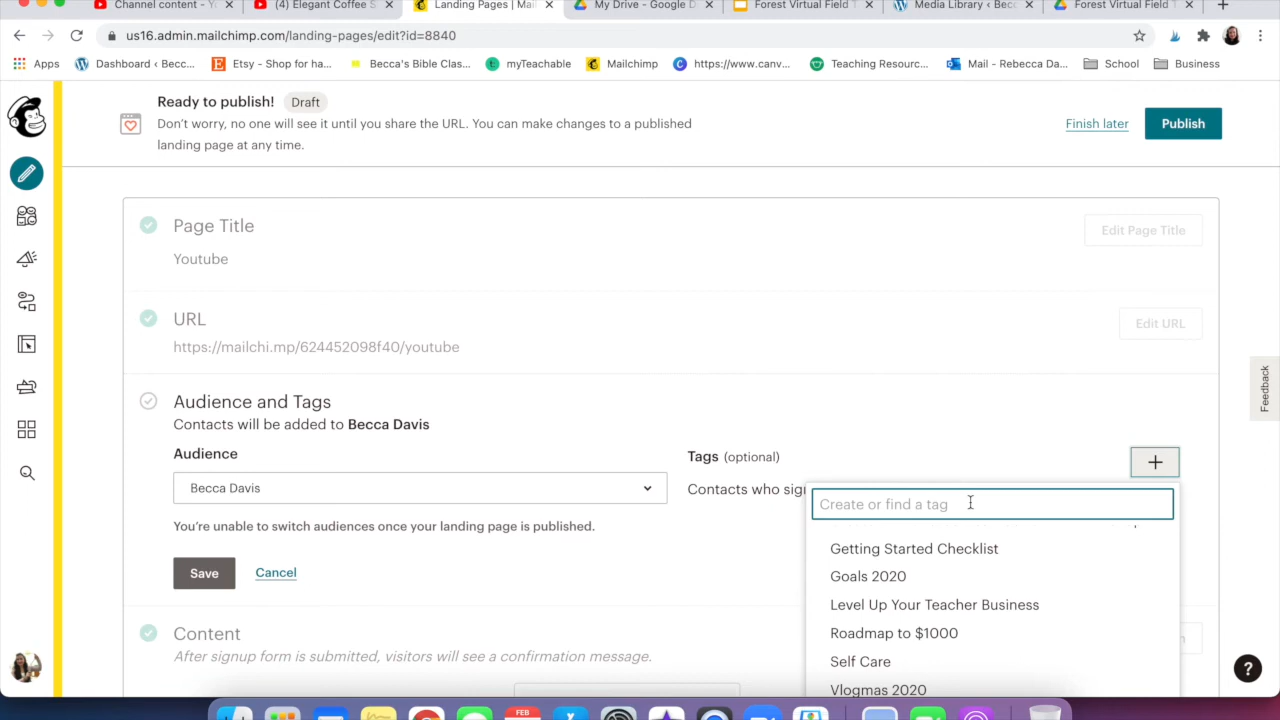 Channel content - Y
(4) Elegant Coffee S
Landing Pages | Mail
My Drive - Google D
Forest Virtual Field T
Media Library ‹ Becc
Forest Virtual Field T
us16.admin.mailchimp.com/landing-pages/edit?id=8840
Apps
Dashboard ‹ Becc...
Etsy - Shop for ha...
Becca's Bible Clas...
myTeachable
Mailchimp
https://www.canv...
Teaching Resourc...
Mail - Rebecca Da...
School
Business
Ready to publish! Draft
Don't worry, no one will see it until you share the URL. You can make changes to a published
landing page at any time.
Finish later
Publish
Page Title
Youtube
Edit Page Title
URL
https://mailchi.mp/624452098f40/youtube
Edit URL
Audience and Tags
Contacts will be added to Becca Davis
Audience
Becca Davis
You're unable to switch audiences once your landing page is published.
Save
Cancel
Tags (optional)
+
Contacts who sig
Create or find a tag
Getting Started Checklist
Goals 2020
Level Up Your Teacher Business
Roadmap to $1000
Self Care
Vlogmas 2020
Content
After signup form is submitted, visitors will see a confirmation message.
Feedback
?
FEB